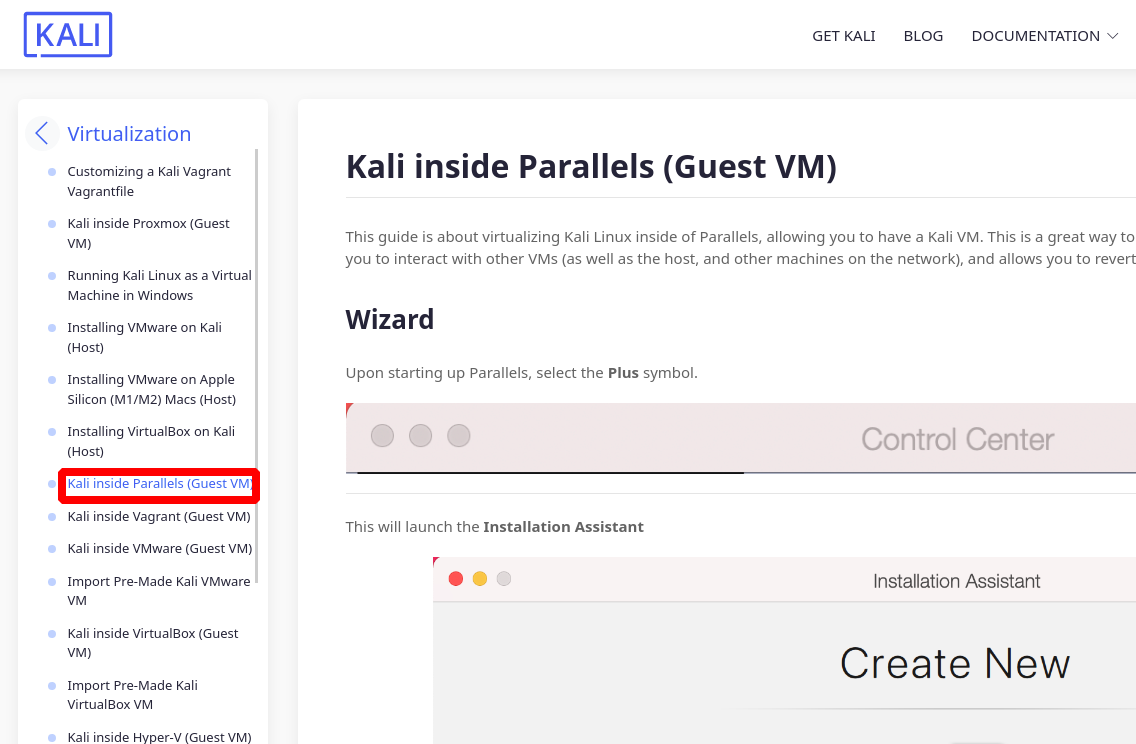 KALI
GET KALI
BLOG
DOCUMENTATION
Virtualization
Customizing a Kali Vagrant
Vagrantfile
Kali inside Proxmox (Guest
VM)
Running Kali Linux as a Virtual
Machine in Windows
Installing VMware on Kali
(Host)
Installing VMware on Apple
Silicon (M1/M2) Macs (Host)
Installing VirtualBox on Kali
(Host)
Kali inside Parallels (Guest VM)
Kali inside Vagrant (Guest VM)
Kali inside VMware (Guest VM)
Import Pre-Made Kali VMware
VM
Kali inside VirtualBox (Guest
VM)
Import Pre-Made Kali
VirtualBox VM
Kali inside Hyper-V (Guest VM)
Kali inside Parallels (Guest VM)
This guide is about virtualizing Kali Linux inside of Parallels, allowing you to have a Kali VM. This is a great way to
you to interact with other VMs (as well as the host, and other machines on the network), and allows you to revert
Wizard
Upon starting up Parallels, select the Plus symbol.
Control Center
This will launch the Installation Assistant
Installation Assistant
Create New